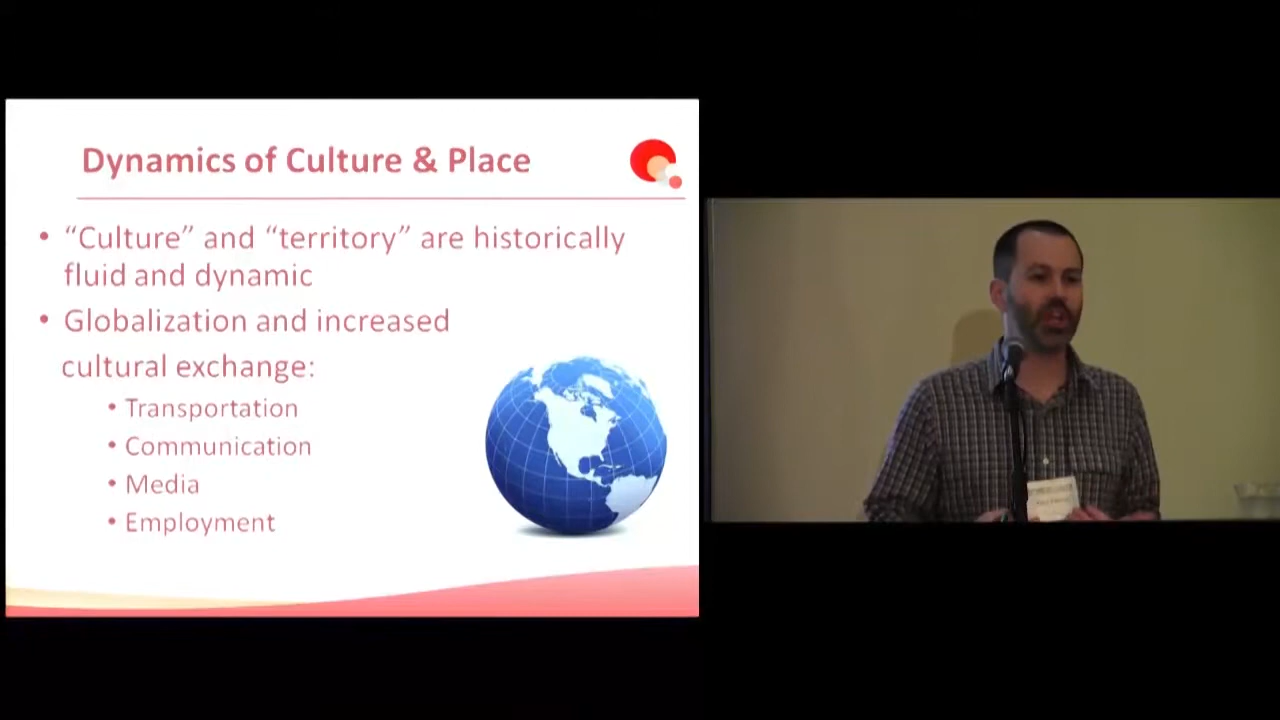 Dynamics of Culture & Place
• “Culture” and “territory” are historically
fluid and dynamic
• Globalization and increased
cultural exchange:
• Transportation
• Communication
• Media
• Employment